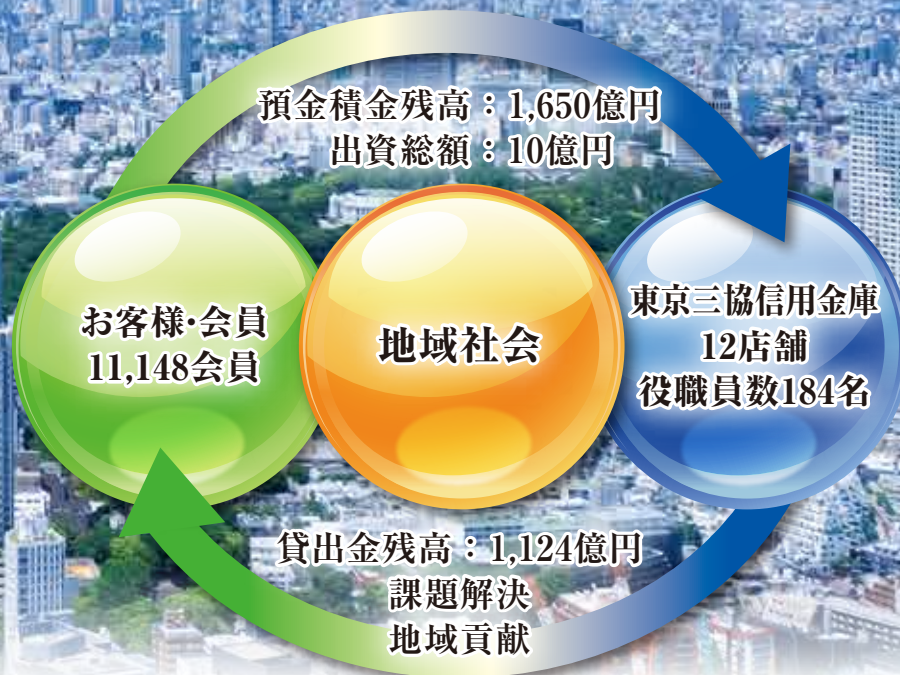 預金積金残高：1,650億円
出資総額：10億円
お客様・会員
11,148会員
地域社会
東京三協信用金庫
12店舗
役職員数184名
貸出金残高：1,124億円
課題解決
地域貢献